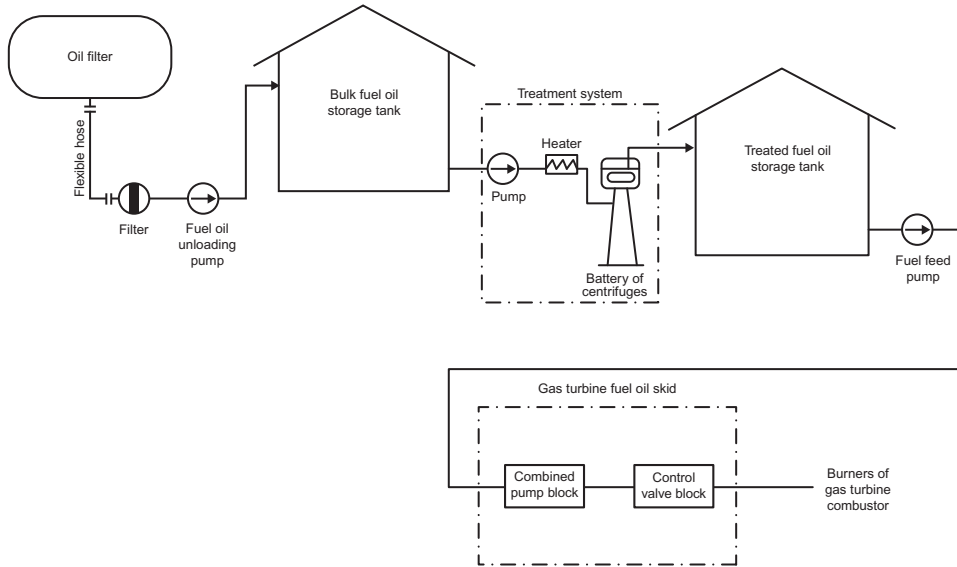 Oil filter
Flexible hose
Filter
Fuel oil
unloading
pump
Bulk fuel oil
storage tank
Treatment system
Pump
Heater
Battery of
centrifuges
Treated fuel oil
storage tank
Fuel feed
pump
Gas turbine fuel oil skid
Combined
pump block
Control
valve block
Burners of
gas turbine
combustor